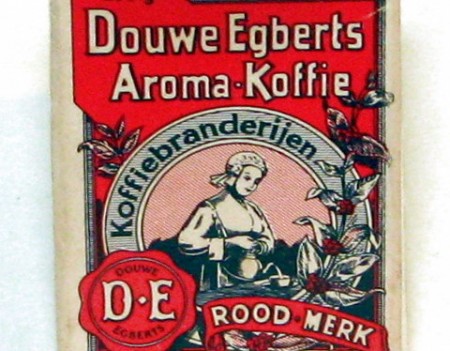 Douwe Egberts
Aroma-Koffie
Koffiebranderijen
DOUWE
D·E
EGBERTS
ROOD-MERK